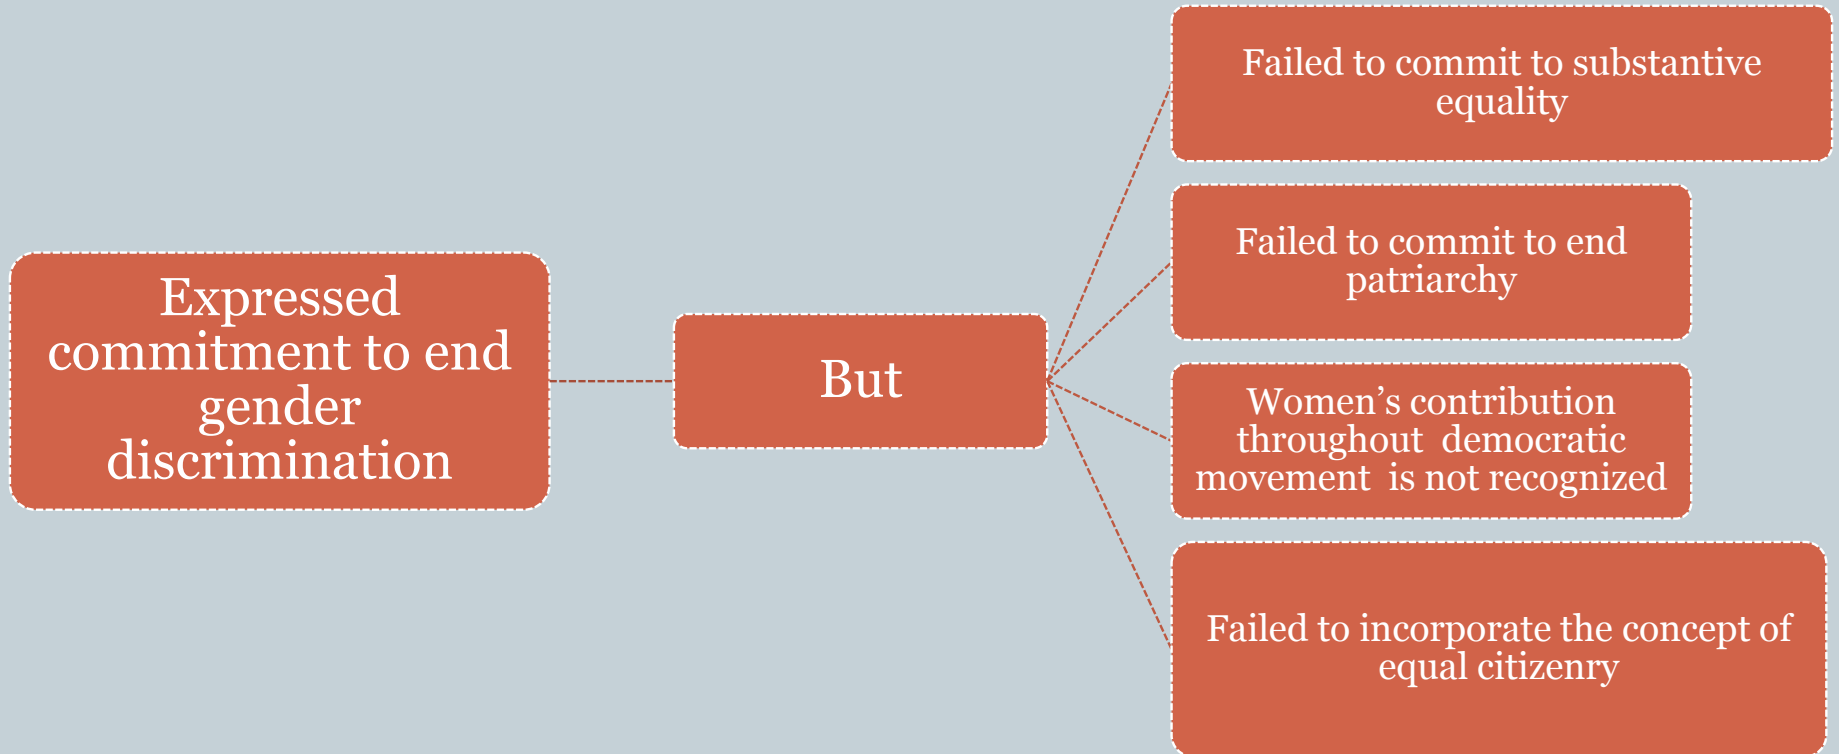 Expressed
commitment to end
gender
discrimination
But
Failed to commit to substantive
equality
Failed to commit to end
patriarchy
Women’s contribution
throughout  democratic
movement  is not recognized
Failed to incorporate the concept of
equal citizenry